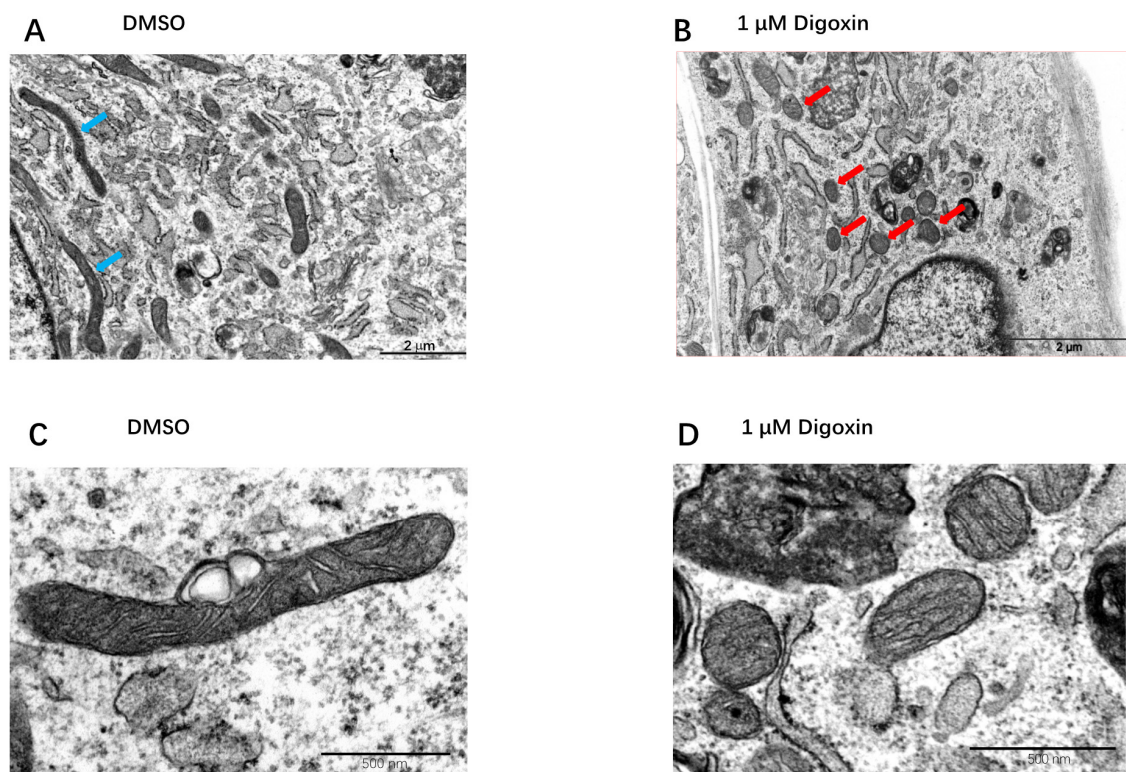 A DMSO
B 1 μM Digoxin
2 μm
2 μm
C DMSO
D 1 μM Digoxin
500 nm
500 nm